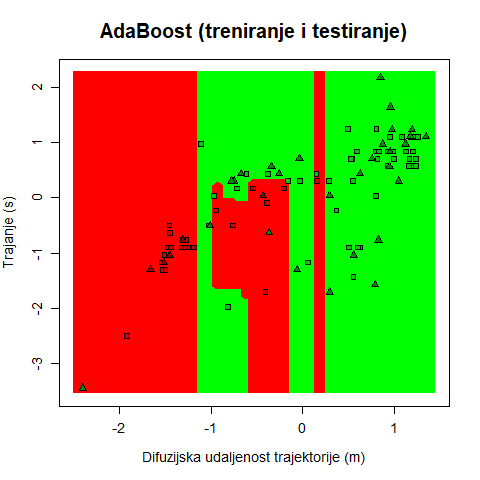 AdaBoost (treniranje i testiranje)
Trajanje (s)
2
1
0
-1
-2
-3
-2 -1 0 1
Difuzijska udaljenost trajektorije (m)